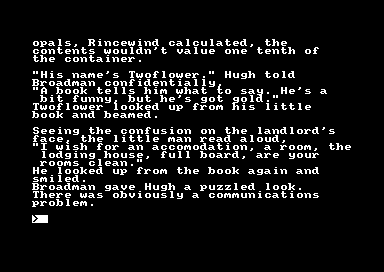 opals, Rincewind calculated, the
contents wouldn't value one tenth of
the container.
"His name's Twoflower." Hugh told
Broadman confidentially,
"A book tells him what to say. He's a
bit funny, but he's got gold."
Twoflower looked up from his little
book and beamed.
Seeing the confusion on the landlord's
face, the little man read aloud,
"I wish for an accomodation, a room, the
lodging house, full board, are your
rooms clean."
He looked up from the book again and
smiled.
Broadman gave Hugh a puzzled look.
There was obviously a communications
problem.
>